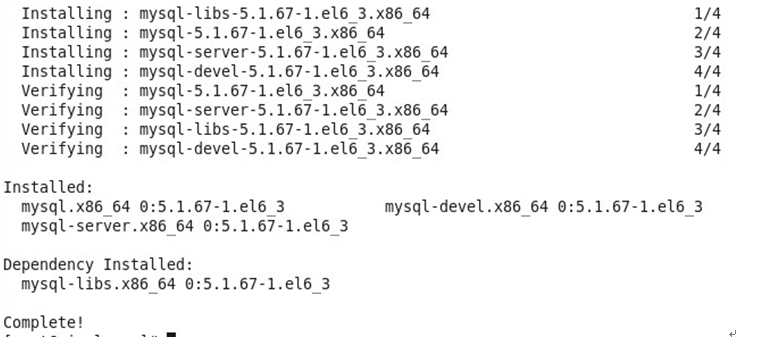 Installing : mysql-libs-5.1.67-1.el6_3.x86_64 1/4
Installing : mysql-5.1.67-1.el6_3.x86_64 2/4
Installing : mysql-server-5.1.67-1.el6_3.x86_64 3/4
Installing : mysql-devel-5.1.67-1.el6_3.x86_64 4/4
Verifying : mysql-5.1.67-1.el6_3.x86_64 1/4
Verifying : mysql-server-5.1.67-1.el6_3.x86_64 2/4
Verifying : mysql-libs-5.1.67-1.el6_3.x86_64 3/4
Verifying : mysql-devel-5.1.67-1.el6_3.x86_64 4/4
Installed:
mysql.x86_64 0:5.1.67-1.el6_3 mysql-devel.x86_64 0:5.1.67-1.el6_3
mysql-server.x86_64 0:5.1.67-1.el6_3
Dependency Installed:
mysql-libs.x86_64 0:5.1.67-1.el6_3
Complete!